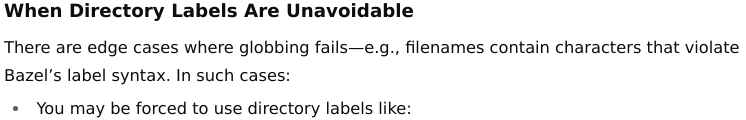 When Directory Labels Are Unavoidable
There are edge cases where globbing fails—e.g., filenames contain characters that violate
Bazel’s label syntax. In such cases:
• You may be forced to use directory labels like: